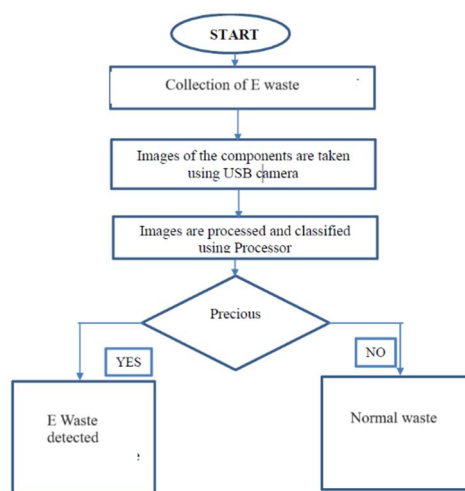 START
Collection of E waste
Images of the components are taken
using USB camera
Images are processed and classified
using Processor
Precious
YES
NO
E Waste
detected
Normal waste